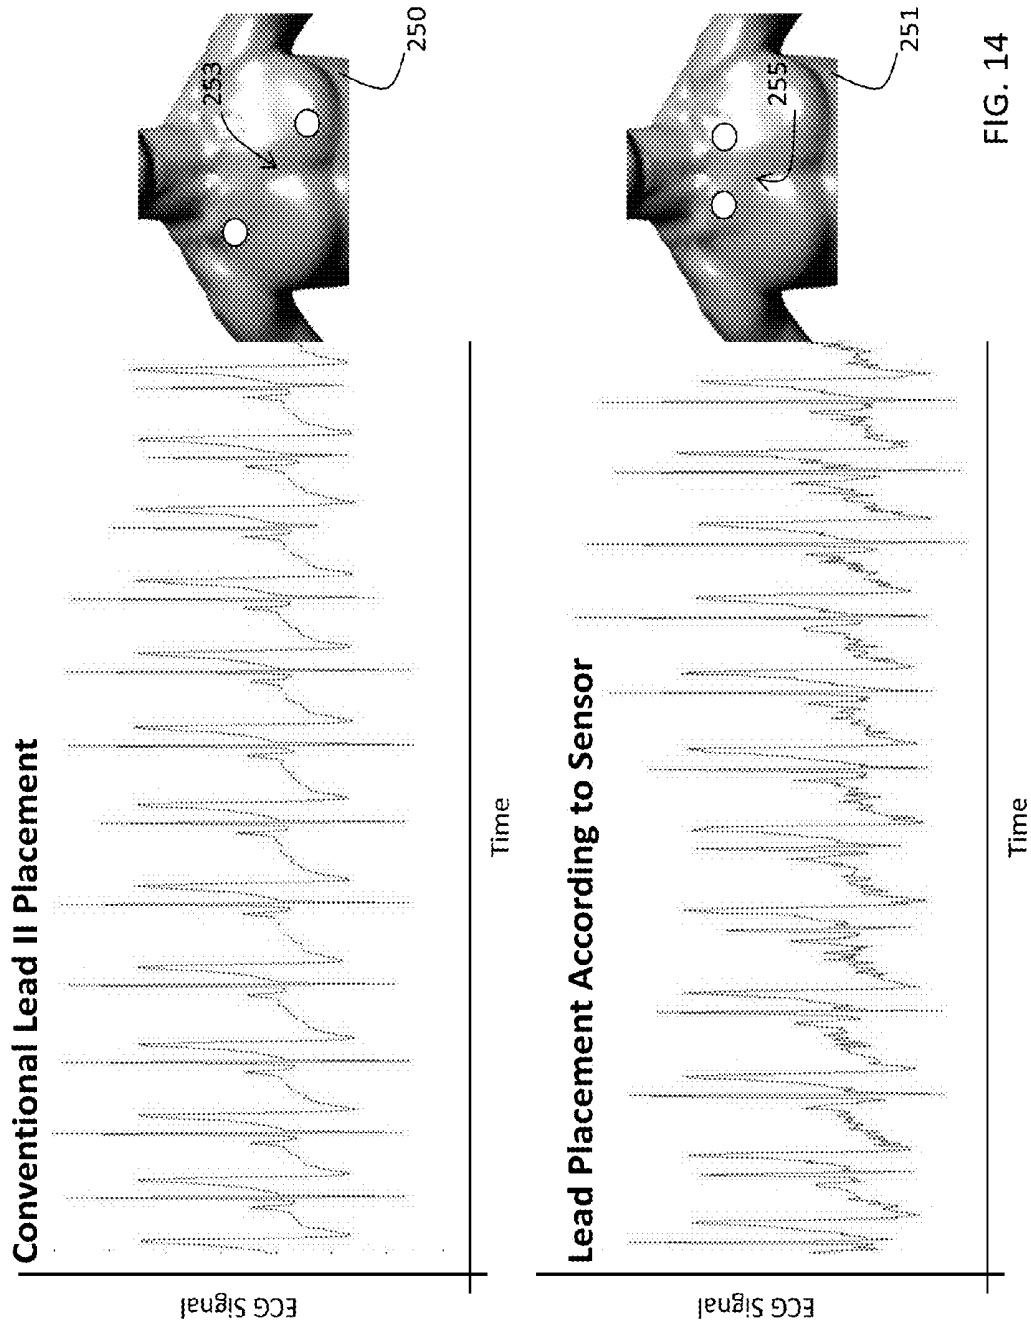 Conventional Lead II Placement
ECG Signal
Time
253
250
Lead Placement According to Sensor
ECG Signal
Time
255
251
FIG. 14